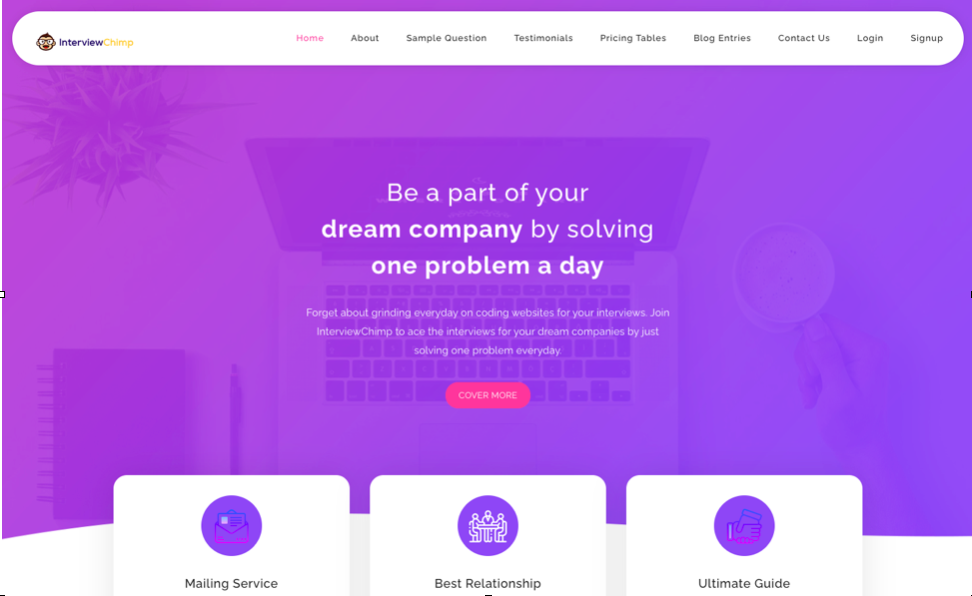 InterviewChimp
Home About Sample Question Testimonials Pricing Tables Blog Entries Contact Us Login Signup
Be a part of your
dream company by solving
one problem a day
Forget about grinding everyday on coding websites for your interviews. Join
InterviewChimp to ace the interviews for your dream companies by just
solving one problem everyday.
COVER MORE
Mailing Service
Best Relationship
Ultimate Guide